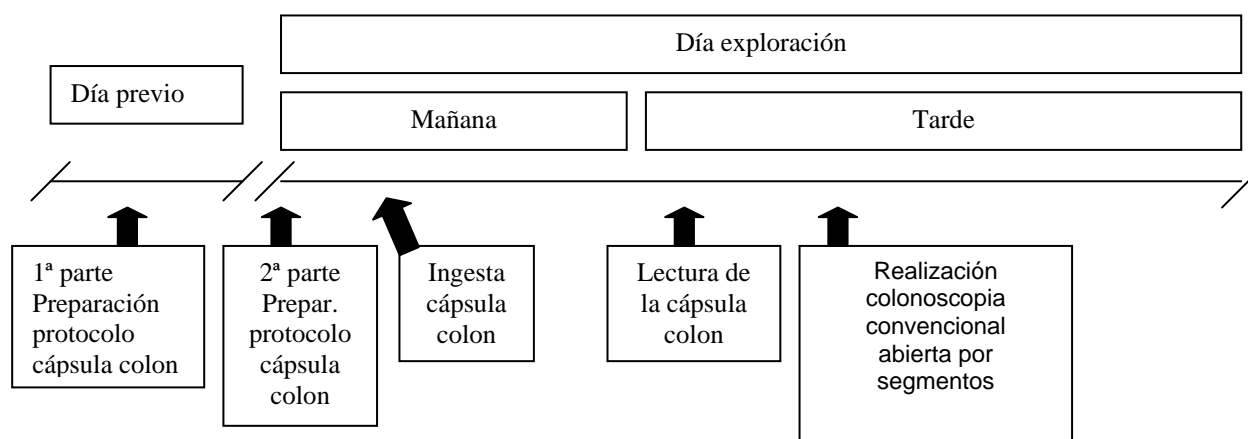 Día exploración
Día previo
Mañana
Tarde
1ª parte
Preparación
protocolo
cápsula colon
2ª parte
Prepar.
protocolo
cápsula
colon
Ingesta
cápsula
colon
Lectura de
la cápsula
colon
Realización
colonoscopia
convencional
abierta por
segmentos